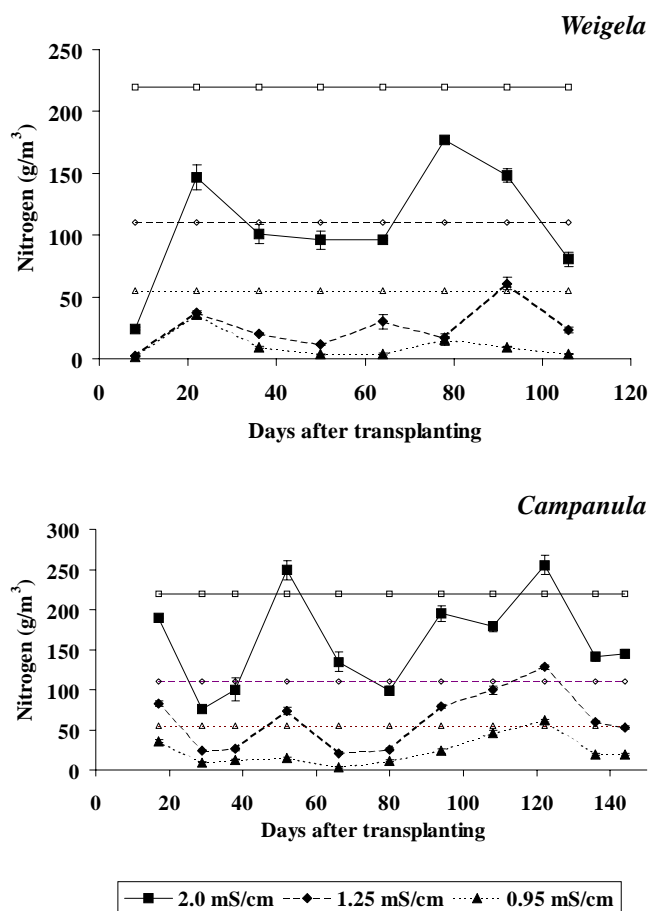 Weigela
250
200
150
100
50
0
Nitrogen (g/m³)
0 20 40 60 80 100 120
Days after transplanting
Campanula
300
250
200
150
100
50
0
Nitrogen (g/m³)
0 20 40 60 80 100 120 140
Days after transplanting
2.0 mS/cm 1.25 mS/cm 0.95 mS/cm